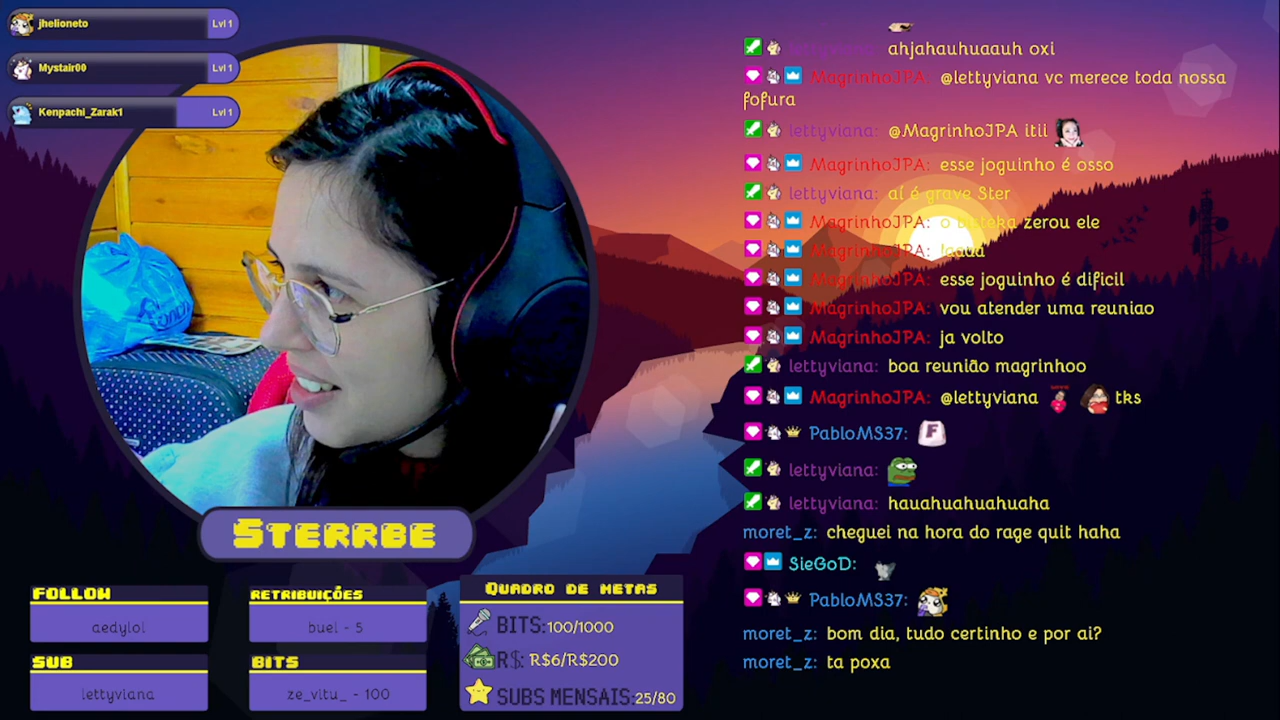 jhelioneto Lvl 1
Mystair00 Lvl 1
Kenpachi_Zarak1 Lvl 1
STERRBE
FOLLOW
aedylol
RETRIBUIÇÕES
buel - 5
SUB
lettyviana
BITS
ze_vitu_ - 100
QUADRO DE METAS
BITS:100/1000
R$: R$6/R$200
SUBS MENSAIS:25/80
lettyviana: ahjahauhuaauh oxi
MagrinhoJPA: @lettyviana vc merece toda nossa
fofura
lettyviana: @MagrinhoJPA itii
MagrinhoJPA: esse joguinho é osso
lettyviana: aí é grave Ster
MagrinhoJPA: o zerou ele
MagrinhoJPA:
MagrinhoJPA: esse joguinho é dificil
MagrinhoJPA: vou atender uma reuniao
MagrinhoJPA: ja volto
lettyviana: boa reunião magrinhoo
MagrinhoJPA: @lettyviana tks
PabloMS37: F
lettyviana:
lettyviana: hauahuahuahuaha
moret_z: cheguei na hora do rage quit haha
SieGoD:
PabloMS37:
moret_z: bom dia, tudo certinho e por ai?
moret_z: ta poxa